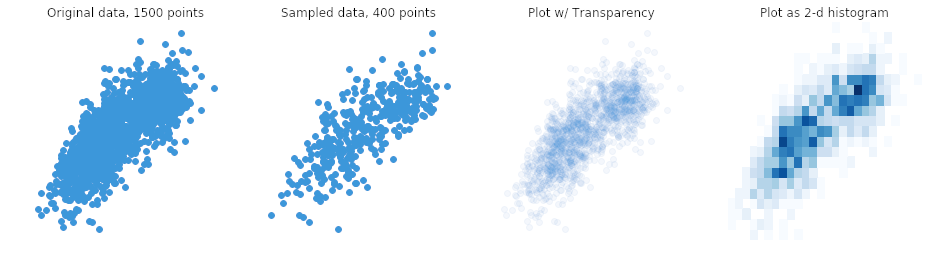 Original data, 1500 points
Sampled data, 400 points
Plot w/ Transparency
Plot as 2-d histogram